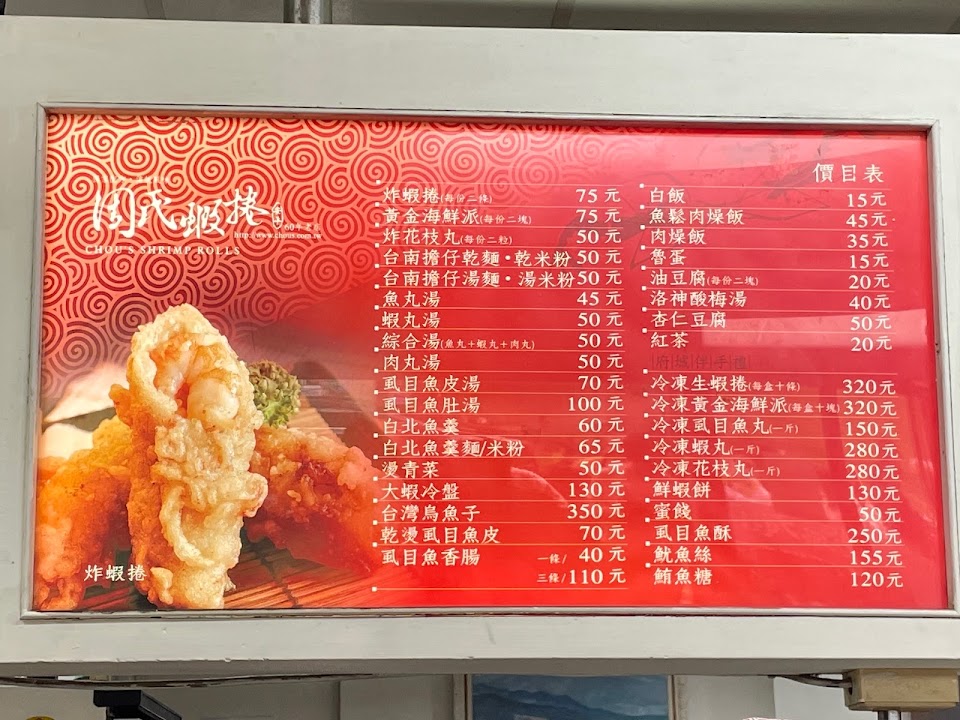 周氏蝦捲
60年老店
http://www.chous.com.tw
CHOU'S SHRIMP ROLLS
炸蝦捲
價目表
炸蝦捲(每份二條) 75元
黃金海鮮派(每份二塊) 75元
炸花枝丸(每份二粒) 50元
台南擔仔乾麵·乾米粉 50元
台南擔仔湯麵·湯米粉 50元
魚丸湯 45元
蝦丸湯 50元
綜合湯(魚丸+蝦丸+肉丸) 50元
肉丸湯 50元
虱目魚皮湯 70元
虱目魚肚湯 100元
白北魚羹 60元
白北魚羹麵/米粉 65元
燙青菜 50元
大蝦冷盤 130元
台灣烏魚子 350元
乾燙虱目魚皮 70元
虱目魚香腸 一條/40元
三條/110元
白飯 15元
魚鬆肉燥飯 45元
肉燥飯 35元
魯蛋 15元
油豆腐(每份二塊) 20元
洛神酸梅湯 40元
杏仁豆腐 50元
紅茶 20元
府城伴手禮
冷凍生蝦捲(每盒十條) 320元
冷凍黃金海鮮派(每盒十塊) 320元
冷凍虱目魚丸(一斤) 150元
冷凍蝦丸(一斤) 280元
冷凍花枝丸(一斤) 280元
鮮蝦餅 130元
蜜餞 50元
虱目魚酥 250元
魷魚絲 155元
鮪魚糖 120元